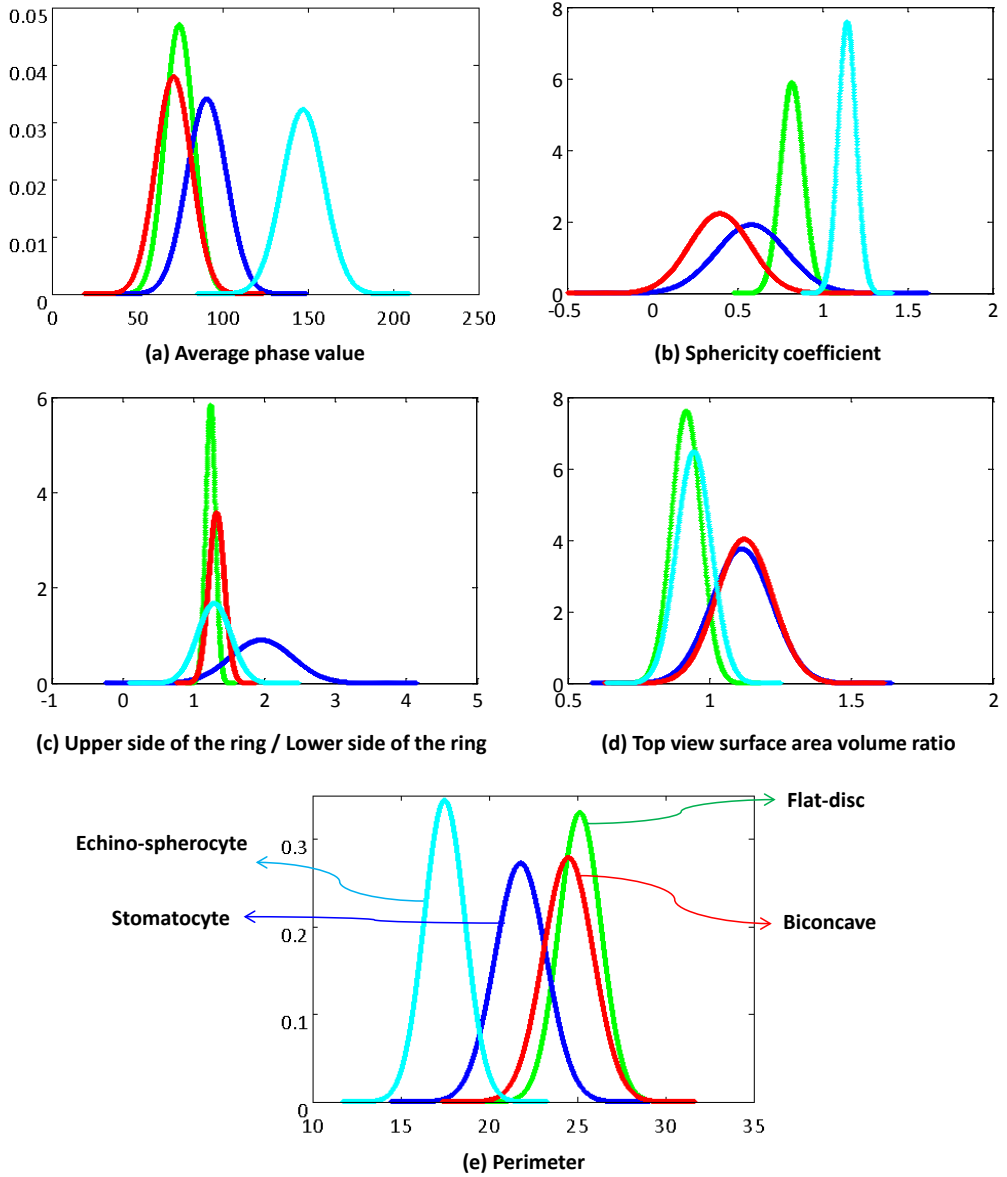 0.05
0.04
0.03
0.02
0.01
0
0 50 100 150 200 250
(a) Average phase value
8
6
4
2
0
-0.5 0 0.5 1 1.5 2
(b) Sphericity coefficient
6
4
2
0
-1 0 1 2 3 4 5
(c) Upper side of the ring / Lower side of the ring
8
6
4
2
0
0.5 1 1.5 2
(d) Top view surface area volume ratio
Flat-disc
Echino-spherocyte
Stomatocyte
Biconcave
0.3
0.2
0.1
0
10 15 20 25 30 35
(e) Perimeter